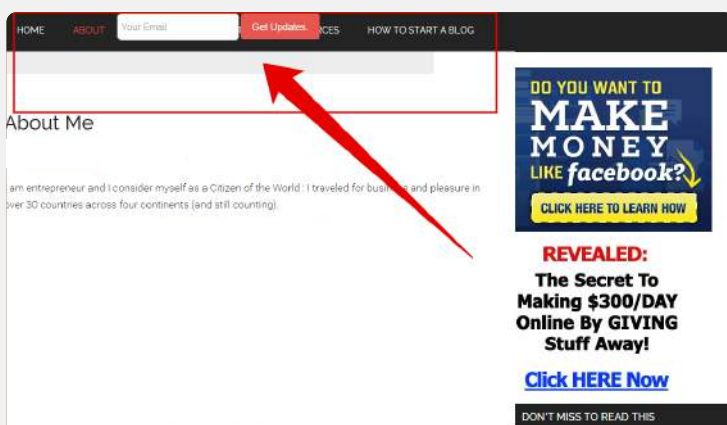 HOME ABOUT Your Email Get Updates. RCES HOW TO START A BLOG
About Me
am entrepreneur and I consider myself as a Citizen of the World : I traveled for business and pleasure in
over 30 countries across four continents (and still counting).
DO YOU WANT TO
MAKE
MONEY
LIKE facebook?
CLICK HERE TO LEARN HOW
REVEALED:
The Secret To
Making $300/DAY
Online By GIVING
Stuff Away!
Click HERE Now
DON'T MISS TO READ THIS